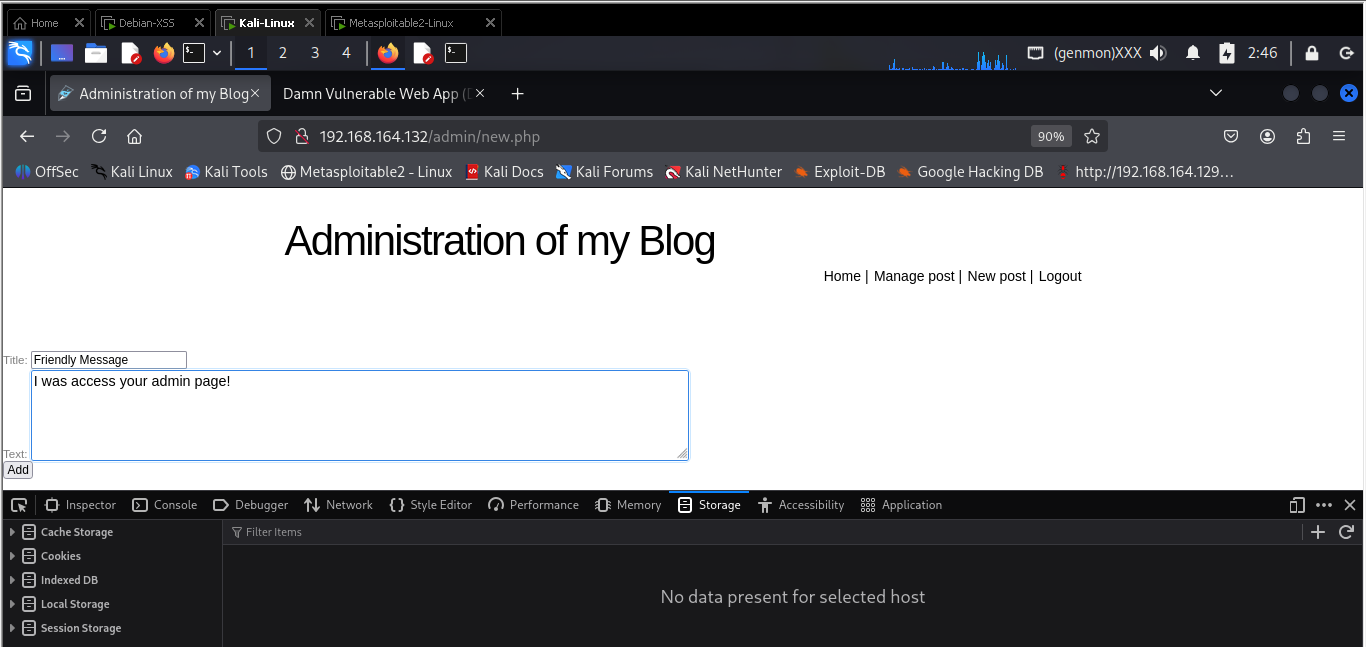 Home Debian-XSS Kali-Linux Metasploitable2-Linux
1 2 3 4 (genmon)XXX 2:46
Administration of my Blog Damn Vulnerable Web App (
192.168.164.132/admin/new.php 90%
OffSec Kali Linux Kali Tools Metasploitable2 - Linux Kali Docs Kali Forums Kali NetHunter Exploit-DB Google Hacking DB http://192.168.164.129…
Administration of my Blog
Home | Manage post | New post | Logout
Title: Friendly Message
I was access your admin page!
Text:
Add
Inspector Console Debugger Network Style Editor Performance Memory Storage Accessibility Application
Cache Storage Filter Items
Cookies
Indexed DB
No data present for selected host
Local Storage
Session Storage